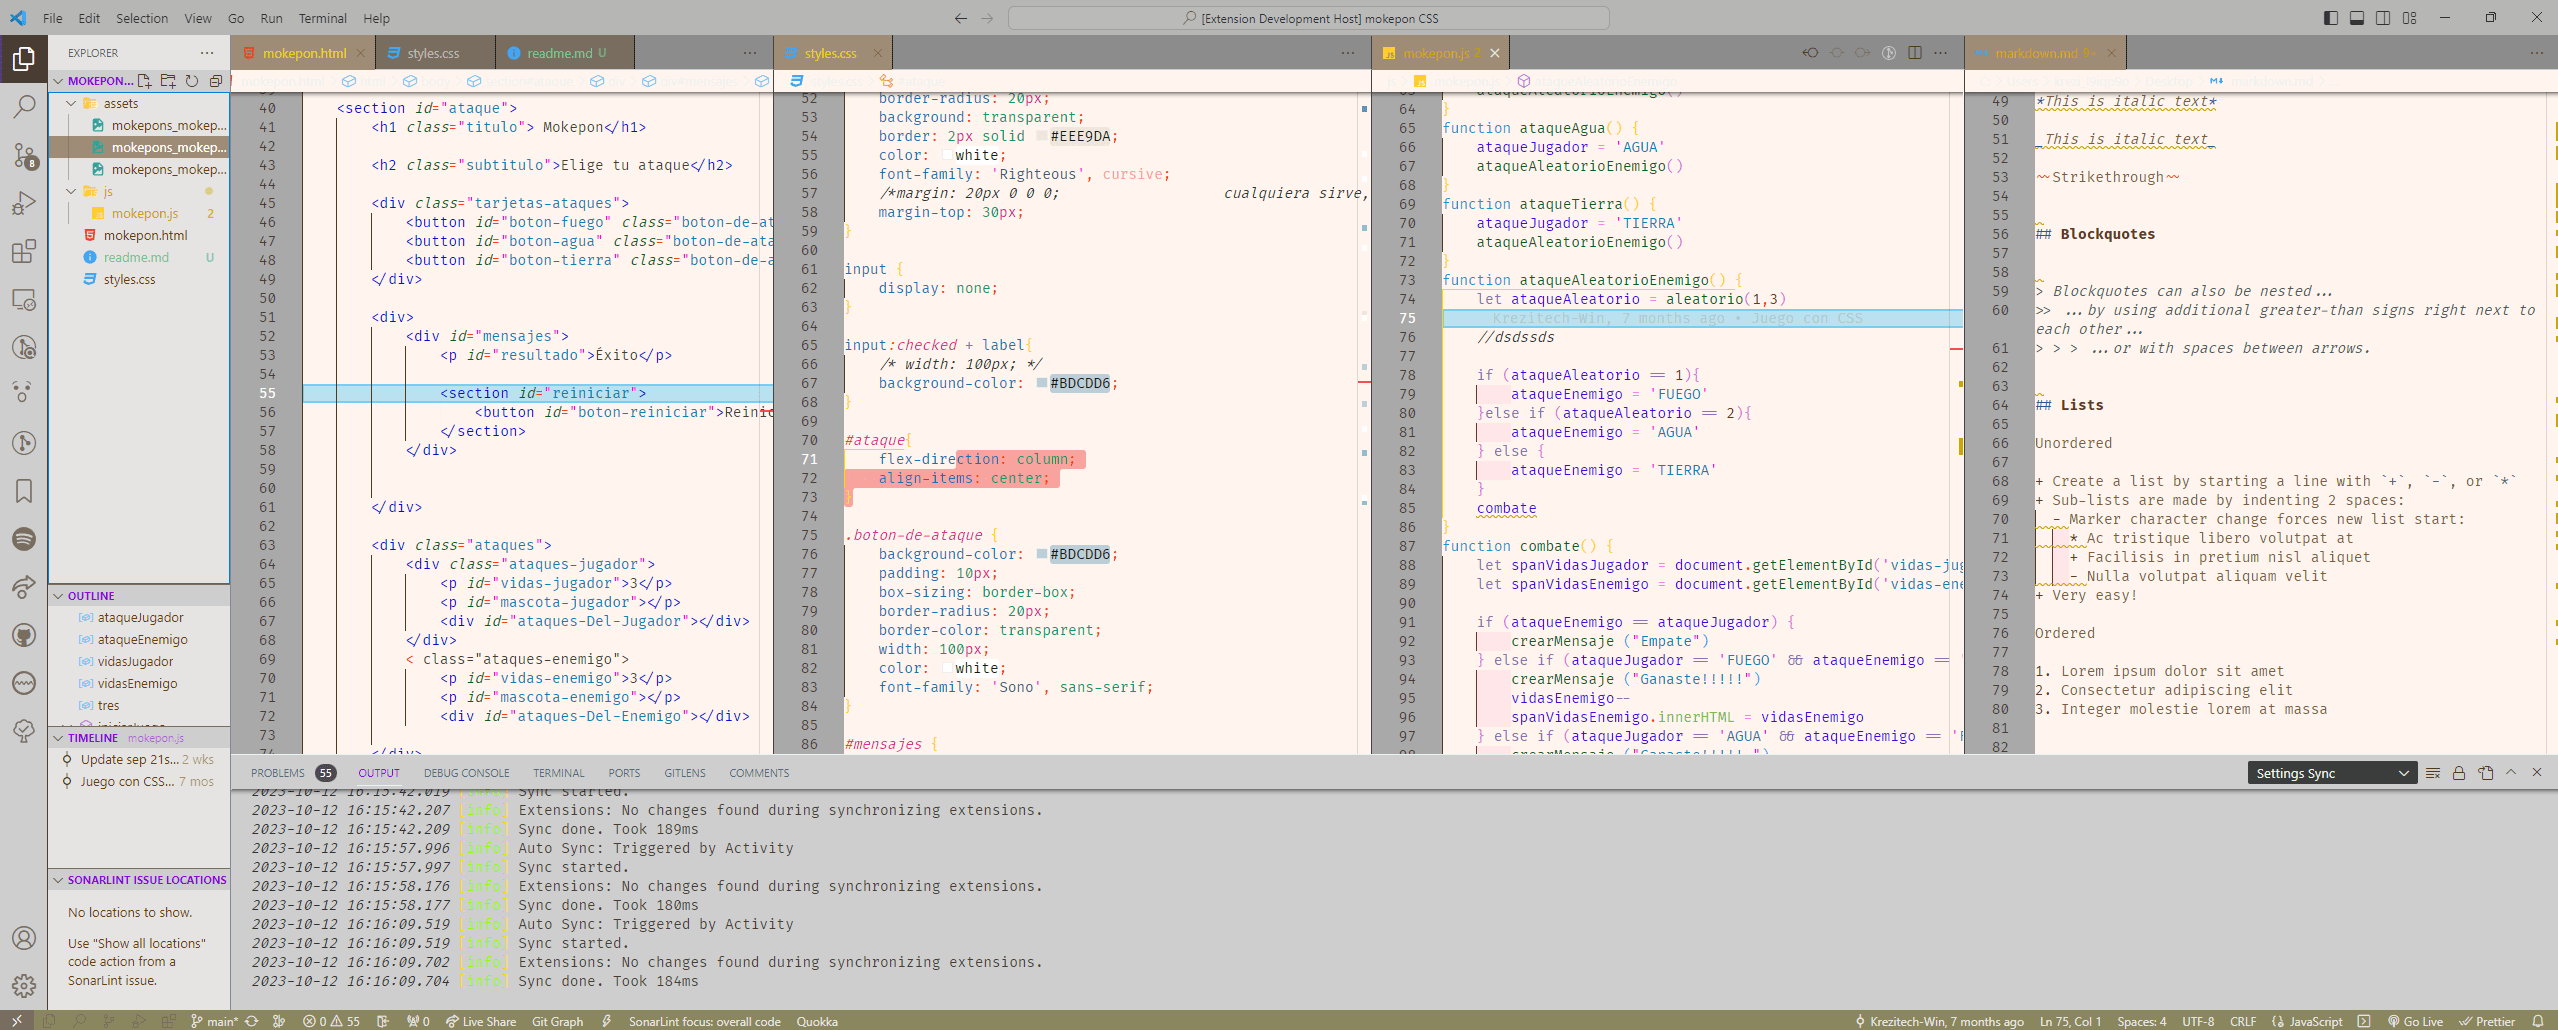 File Edit Selection View Go Run Terminal Help
[Extension Development Host] mokepon CSS
EXPLORER
MOKEPON...
assets
mokepons_mokep...
mokepons_mokep...
mokepons_mokep...
js
mokepon.js 2
mokepon.html
readme.md U
styles.css
OUTLINE
ataqueJugador
ataqueEnemigo
vidasJugador
vidasEnemigo
tres
TIMELINE mokepon.js
Update sep 21s... 2 wks
Juego con CSS... 7 mos
SONARLINT ISSUE LOCATIONS
No locations to show.
Use "Show all locations"
code action from a
SonarLint issue.
mokepon.html styles.css readme.md U
40 <section id="ataque">
41 <h1 class="titulo"> Mokepon</h1>
42
43 <h2 class="subtitulo">Elige tu ataque</h2>
44
45 <div class="tarjetas-ataques">
46 <button id="boton-fuego" class="boton-de-at
47 <button id="boton-agua" class="boton-de-ata
48 <button id="boton-tierra" class="boton-de-a
49 </div>
50
51 <div>
52 <div id="mensajes">
53 <p id="resultado">Éxito</p>
54
55 <section id="reiniciar">
56 <button id="boton-reiniciar">Reinic
57 </section>
58 </div>
59
60
61 </div>
62
63 <div class="ataques">
64 <div class="ataques-jugador">
65 <p id="vidas-jugador">3</p>
66 <p id="mascota-jugador"></p>
67 <div id="ataques-Del-Jugador"></div>
68 </div>
69 < class="ataques-enemigo">
70 <p id="vidas-enemigo">3</p>
71 <p id="mascota-enemigo"></p>
72 <div id="ataques-Del-Enemigo"></div>
73
74 </div>
styles.css
52 border-radius: 20px;
53 background: transparent;
54 border: 2px solid #EEE9DA;
55 color: white;
56 font-family: 'Righteous', cursive;
57 /*margin: 20px 0 0 0; cualquiera sirve,
58 margin-top: 30px;
59 }
60
61 input {
62 display: none;
63 }
64
65 input:checked + label{
66 /* width: 100px; */
67 background-color: #BDCDD6;
68 }
69
70 #ataque{
71 flex-direction: column;
72 align-items: center;
73 }
74
75 .boton-de-ataque {
76 background-color: #BDCDD6;
77 padding: 10px;
78 box-sizing: border-box;
79 border-radius: 20px;
80 border-color: transparent;
81 width: 100px;
82 color: white;
83 font-family: 'Sono', sans-serif;
84 }
85
86 #mensajes {
mokepon.js 2
64 }
65 function ataqueAgua() {
66 ataqueJugador = 'AGUA'
67 ataqueAleatorioEnemigo()
68 }
69 function ataqueTierra() {
70 ataqueJugador = 'TIERRA'
71 ataqueAleatorioEnemigo()
72 }
73 function ataqueAleatorioEnemigo() {
74 let ataqueAleatorio = aleatorio(1,3)
75 Krezitech-Win, 7 months ago • Juego con CSS
76 //dsdssds
77
78 if (ataqueAleatorio == 1){
79 ataqueEnemigo = 'FUEGO'
80 }else if (ataqueAleatorio == 2){
81 ataqueEnemigo = 'AGUA'
82 } else {
83 ataqueEnemigo = 'TIERRA'
84 }
85 combate
86 }
87 function combate() {
88 let spanVidasJugador = document.getElementById('vidas-jug
89 let spanVidasEnemigo = document.getElementById('vidas-ene
90
91 if (ataqueEnemigo == ataqueJugador) {
92 crearMensaje ("Empate")
93 } else if (ataqueJugador == 'FUEGO' && ataqueEnemigo == '
94 crearMensaje ("Ganaste!!!!!")
95 vidasEnemigo--
96 spanVidasEnemigo.innerHTML = vidasEnemigo
97 } else if (ataqueJugador == 'AGUA' && ataqueEnemigo == 'F
markdown.md
49 *This is italic text*
50
51 _This is italic text_
52
53 ~~Strikethrough~~
54
55
56 ## Blockquotes
57
58
59 > Blockquotes can also be nested...
60 >> ...by using additional greater-than signs right next to
each other...
61 > > > ...or with spaces between arrows.
62
63
64 ## Lists
65
66 Unordered
67
68 + Create a list by starting a line with `+`, `-`, or `*`
69 + Sub-lists are made by indenting 2 spaces:
70 - Marker character change forces new list start:
71 * Ac tristique libero volutpat at
72 + Facilisis in pretium nisl aliquet
73 - Nulla volutpat aliquam velit
74 + Very easy!
75
76 Ordered
77
78 1. Lorem ipsum dolor sit amet
79 2. Consectetur adipiscing elit
80 3. Integer molestie lorem at massa
81
82
PROBLEMS 55 OUTPUT DEBUG CONSOLE TERMINAL PORTS GITLENS COMMENTS
Settings Sync
2023-10-12 16:15:42.019 [info] Sync started.
2023-10-12 16:15:42.207 [info] Extensions: No changes found during synchronizing extensions.
2023-10-12 16:15:42.209 [info] Sync done. Took 189ms
2023-10-12 16:15:57.996 [info] Auto Sync: Triggered by Activity
2023-10-12 16:15:57.997 [info] Sync started.
2023-10-12 16:15:58.176 [info] Extensions: No changes found during synchronizing extensions.
2023-10-12 16:15:58.177 [info] Sync done. Took 180ms
2023-10-12 16:16:09.519 [info] Auto Sync: Triggered by Activity
2023-10-12 16:16:09.519 [info] Sync started.
2023-10-12 16:16:09.702 [info] Extensions: No changes found during synchronizing extensions.
2023-10-12 16:16:09.704 [info] Sync done. Took 184ms
main* 0 55 0 Live Share Git Graph SonarLint focus: overall code Quokka
Krezitech-Win, 7 months ago Ln 75, Col 1 Spaces: 4 UTF-8 CRLF JavaScript Go Live Prettier